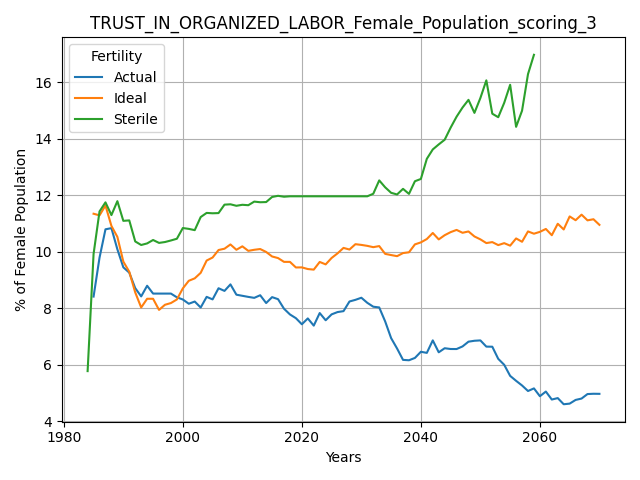 TRUST_IN_ORGANIZED_LABOR_Female_Population_scoring_3
Fertility
Actual
Ideal
Sterile
% of Female Population
16
14
12
10
8
6
4
1980 2000 2020 2040 2060
Years